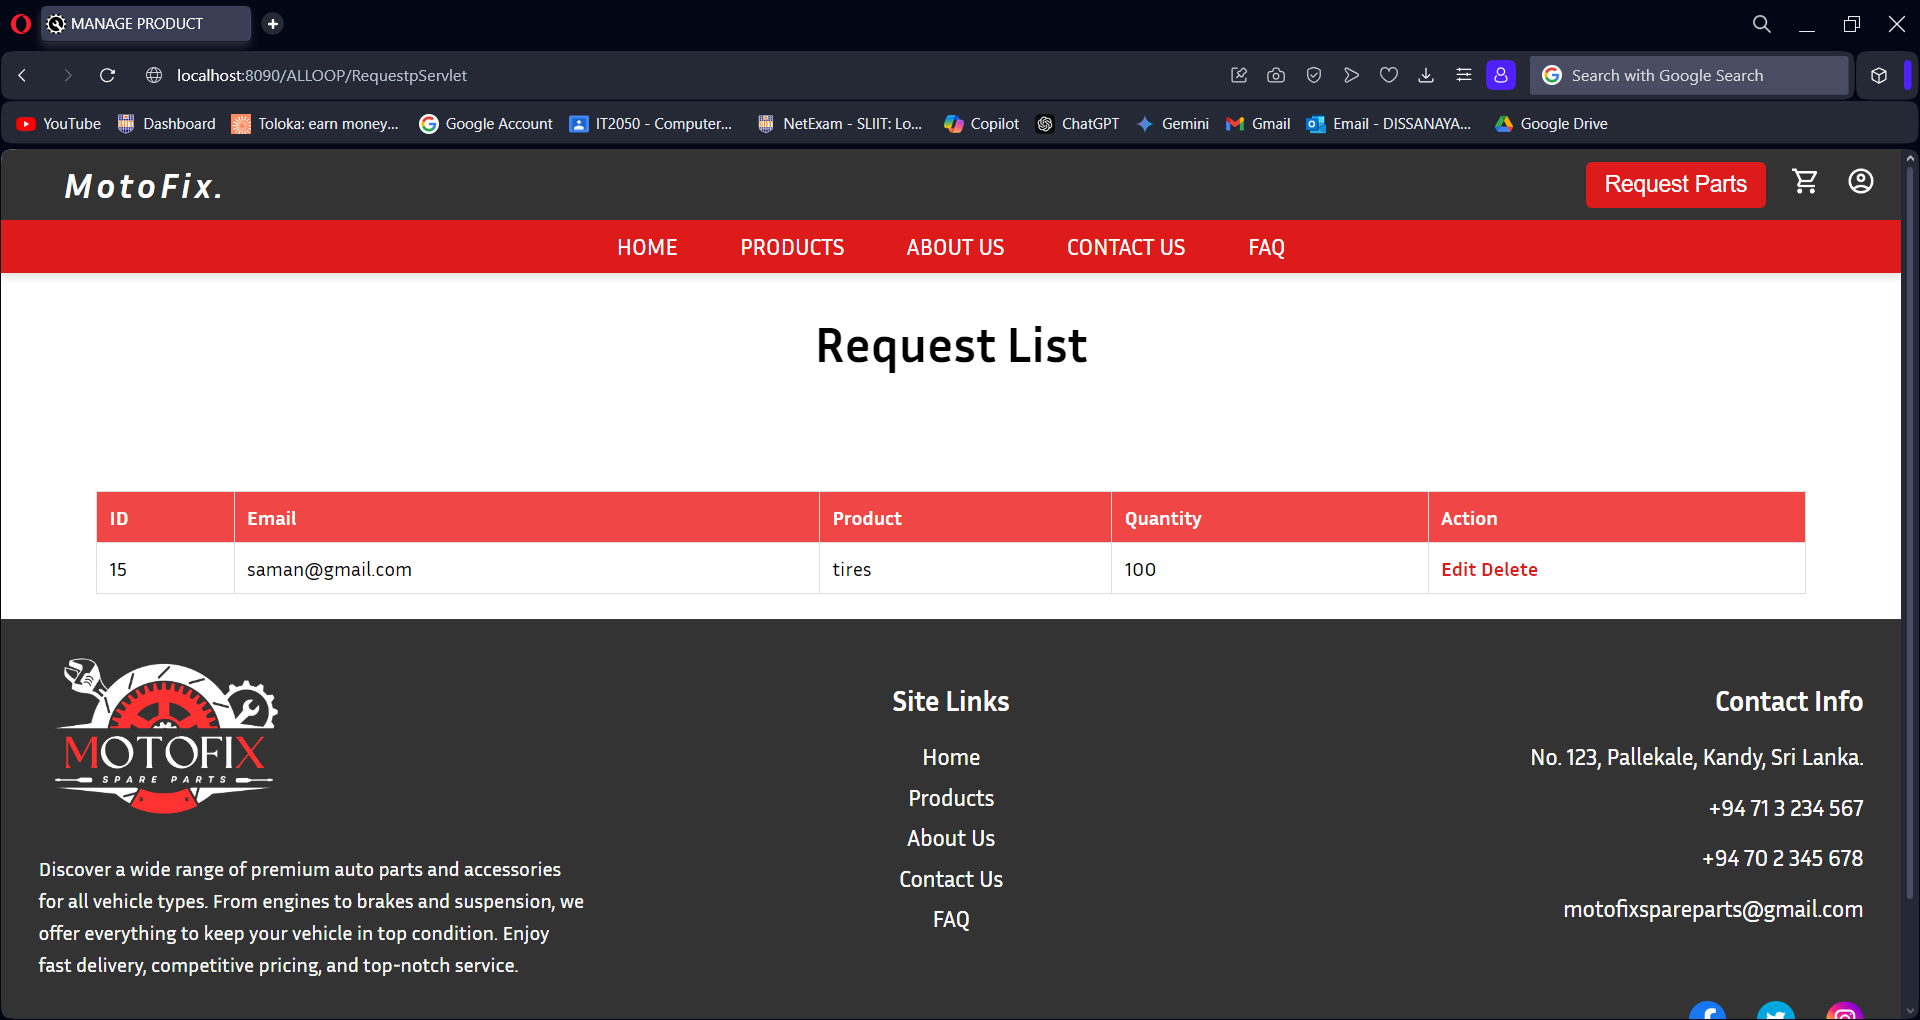 MANAGE PRODUCT
localhost:8090/ALLOOP/RequestpServlet
Search with Google Search
YouTube
Dashboard
Toloka: earn money...
Google Account
IT2050 - Computer...
NetExam - SLIIT: Lo...
Copilot
ChatGPT
Gemini
Gmail
Email - DISSANAYA...
Google Drive
MotoFix.
Request Parts
HOME PRODUCTS ABOUT US CONTACT US FAQ
Request List
ID Email Product Quantity Action
15 saman@gmail.com tires 100 Edit Delete
MOTOFIX
SPARE PARTS
Discover a wide range of premium auto parts and accessories
for all vehicle types. From engines to brakes and suspension, we
offer everything to keep your vehicle in top condition. Enjoy
fast delivery, competitive pricing, and top-notch service.
Site Links
Home
Products
About Us
Contact Us
FAQ
Contact Info
No. 123, Pallekale, Kandy, Sri Lanka.
+94 71 3 234 567
+94 70 2 345 678
motofixspareparts@gmail.com